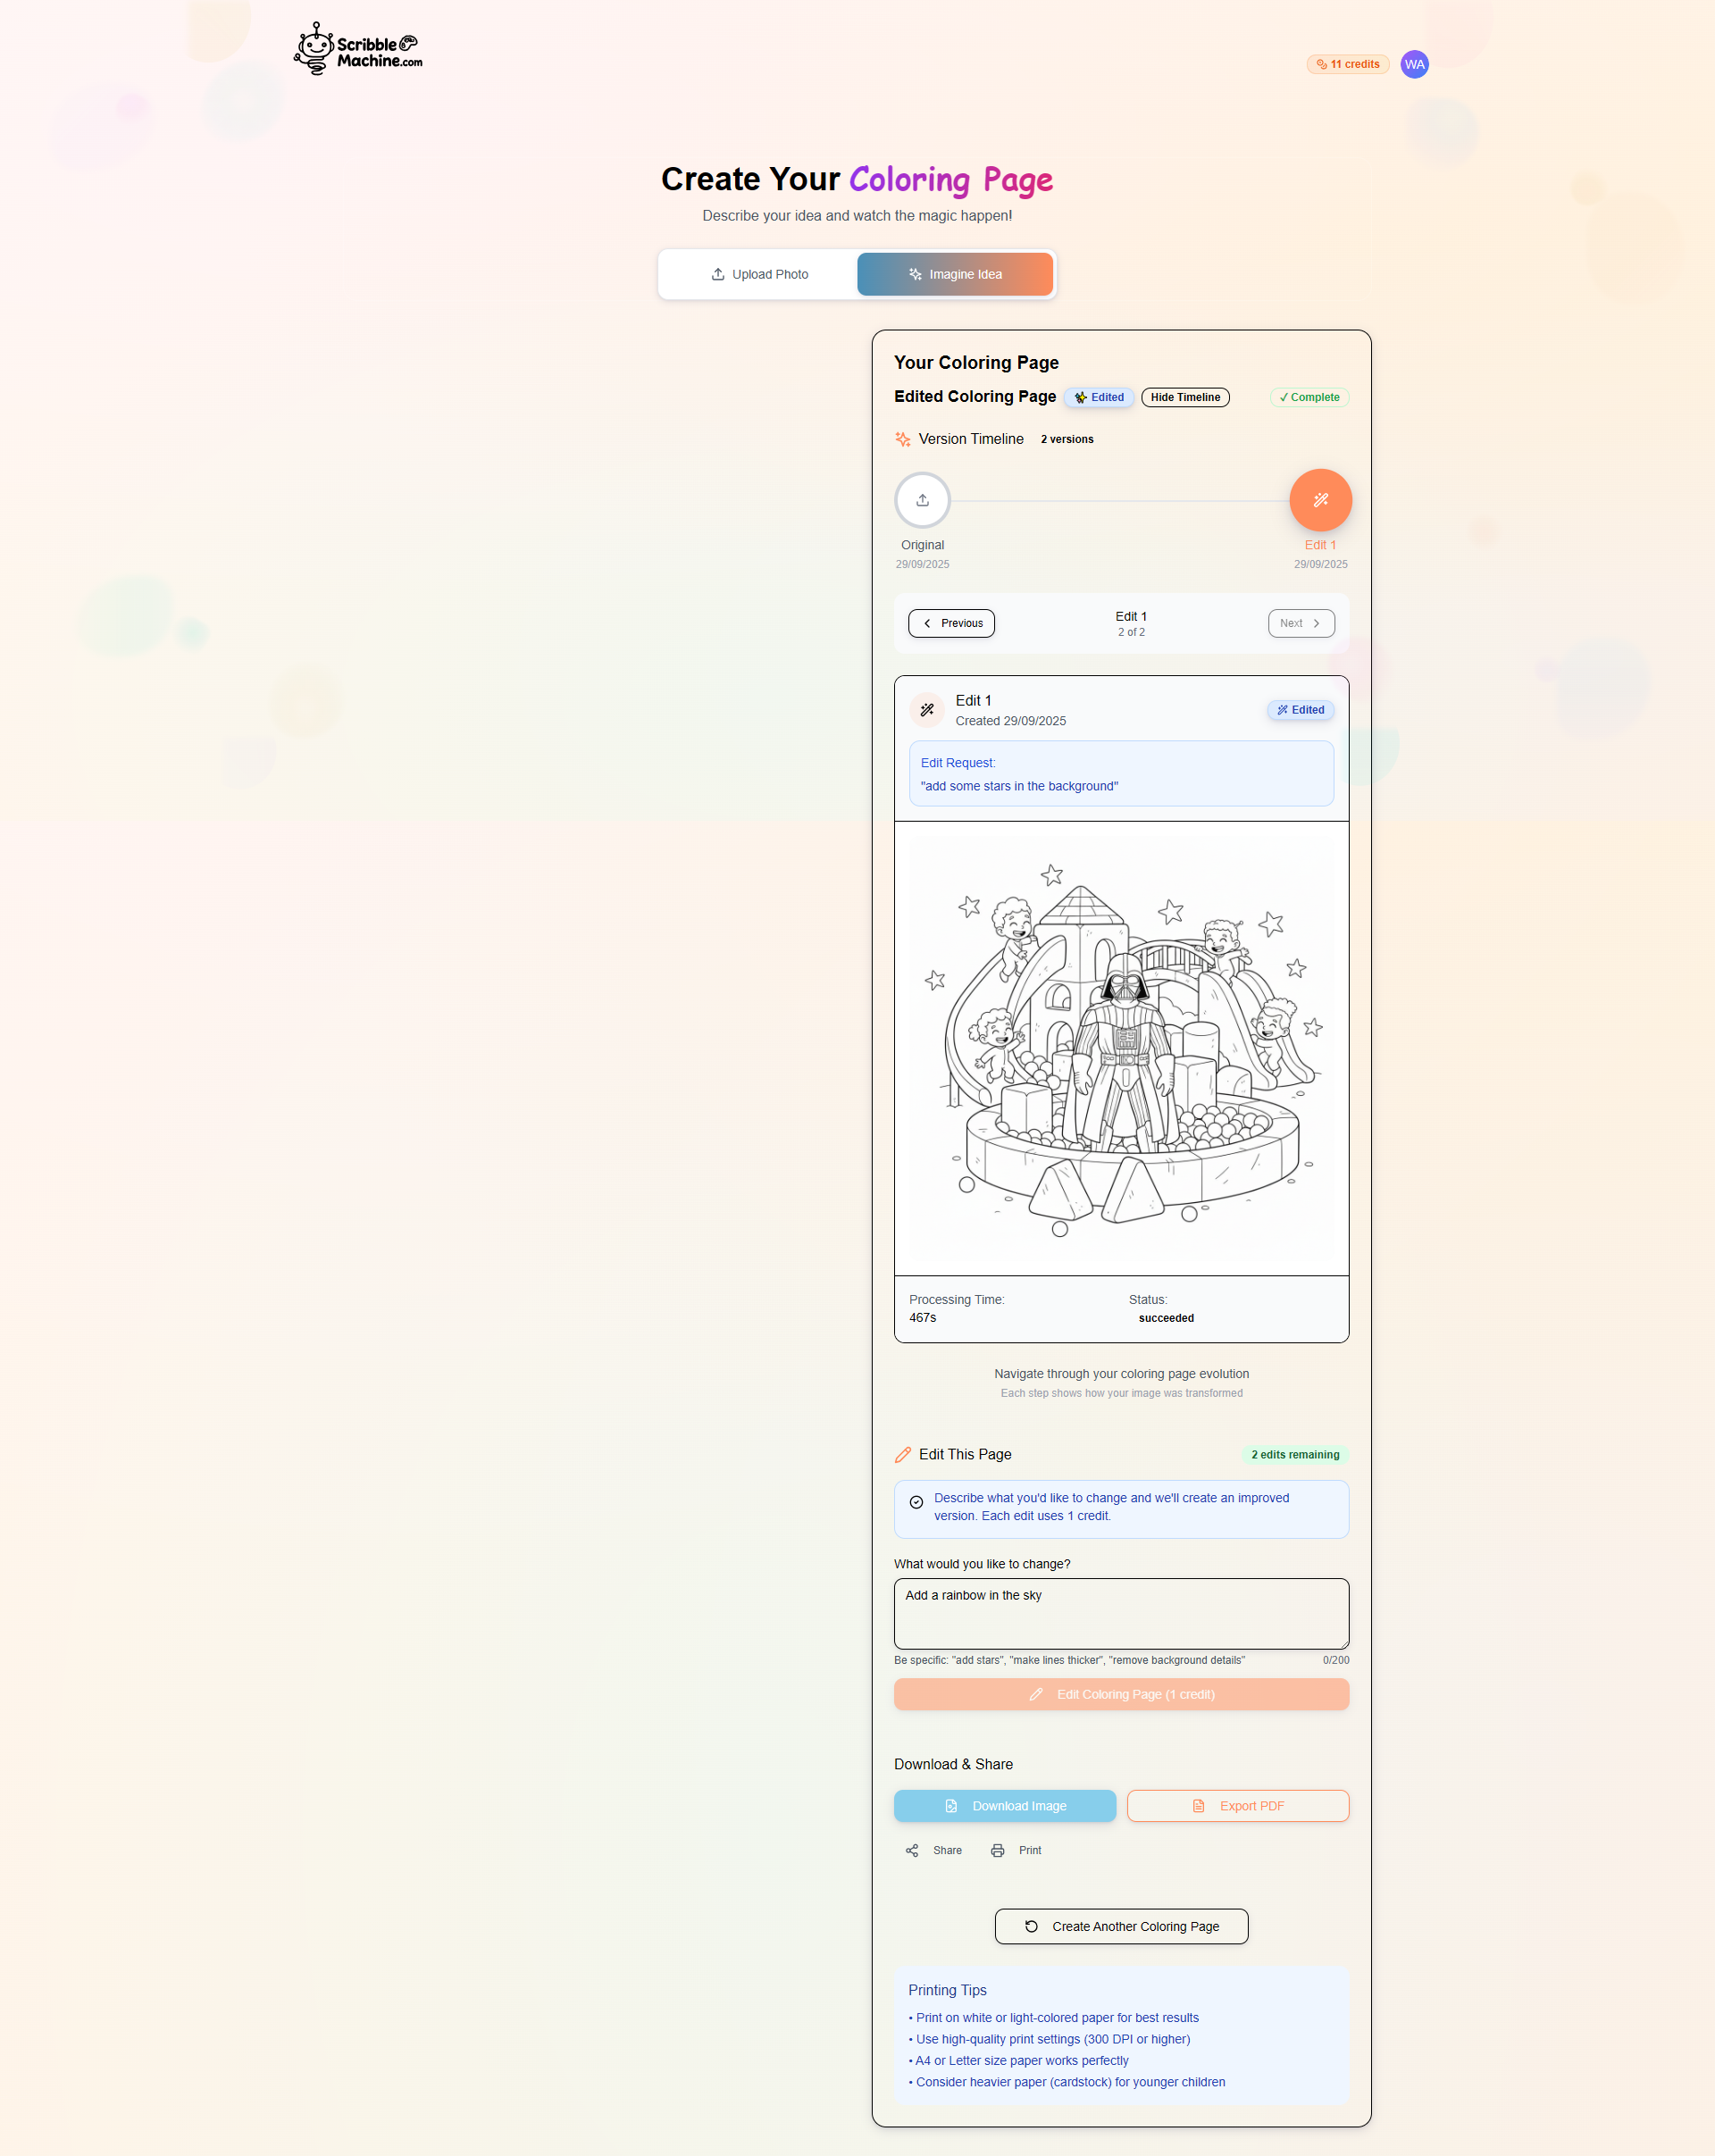 Scribble
Machine.com
11 credits
WA
Create Your Coloring Page
Describe your idea and watch the magic happen!
Upload Photo
Imagine Idea
Your Coloring Page
Edited Coloring Page
Edited
Hide Timeline
✓ Complete
Version Timeline
2 versions
Original
29/09/2025
Edit 1
29/09/2025
Previous
Edit 1
2 of 2
Next
Edit 1
Created 29/09/2025
Edited
Edit Request:
"add some stars in the background"
Processing Time:
467s
Status:
succeeded
Navigate through your coloring page evolution
Each step shows how your image was transformed
Edit This Page
2 edits remaining
Describe what you'd like to change and we'll create an improved
version. Each edit uses 1 credit.
What would you like to change?
Add a rainbow in the sky
Be specific: "add stars", "make lines thicker", "remove background details"
0/200
Edit Coloring Page (1 credit)
Download & Share
Download Image
Export PDF
Share
Print
Create Another Coloring Page
Printing Tips
• Print on white or light-colored paper for best results
• Use high-quality print settings (300 DPI or higher)
• A4 or Letter size paper works perfectly
• Consider heavier paper (cardstock) for younger children